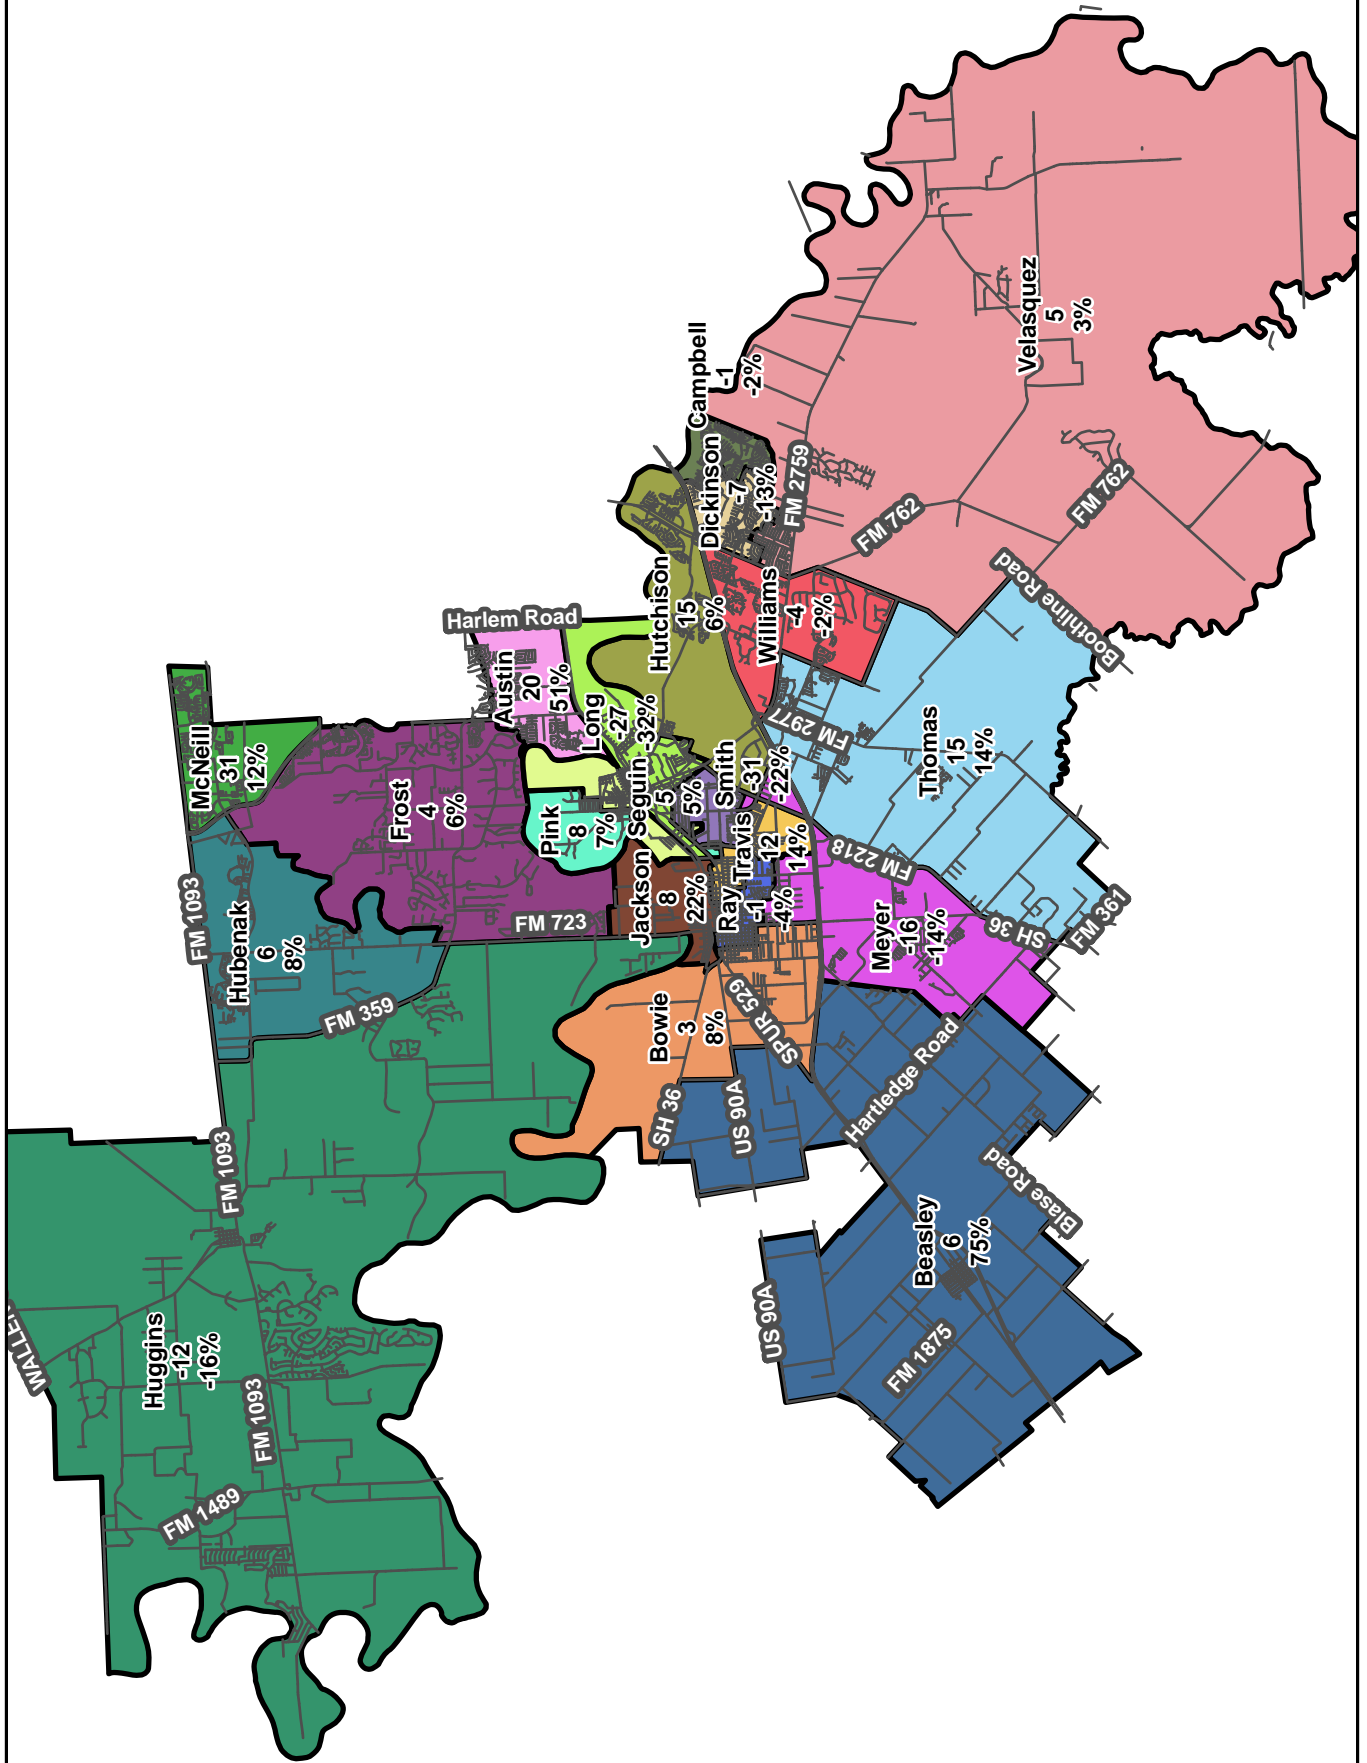 WALLER
Huggins
-12
-16%
FM 1093
FM 1489
FM 1093
FM 1093
Hubenak
6
8%
FM 359
McNeill
31
12%
Frost
4
6%
FM 723
Harlem Road
Austin
20
51%
Long
-27
-32%
Pink
8
7%
Seguin
5
5%
Smith
-31
-22%
Jackson
8
22%
Ray
-1
-4%
Travis
12
14%
Hutchison
15
6%
Dickinson
-7
-13%
Campbell
-1
-2%
Williams
-4
-2%
FM 2759
FM 762
FM 762
Velasquez
5
3%
Boothline Road
Thomas
15
14%
FM 2977
FM 2218
Meyer
-16
-14%
SH 36
FM 361
Bowie
3
8%
SPUR 529
SH 36
US 90A
Hartledge Road
Blase Road
Beasley
6
75%
US 90A
FM 1875